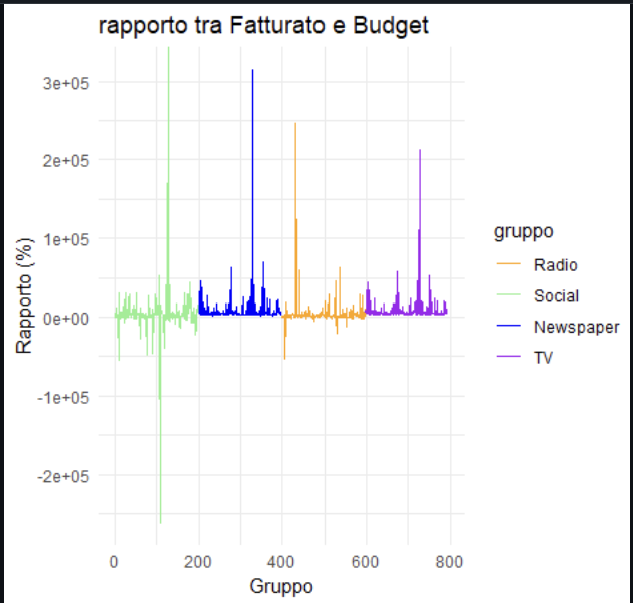 rapporto tra Fatturato e Budget
Rapporto (%)
3e+05
2e+05
1e+05
0e+00
-1e+05
-2e+05
0
200
400
600
800
Gruppo
gruppo
Radio
Social
Newspaper
TV